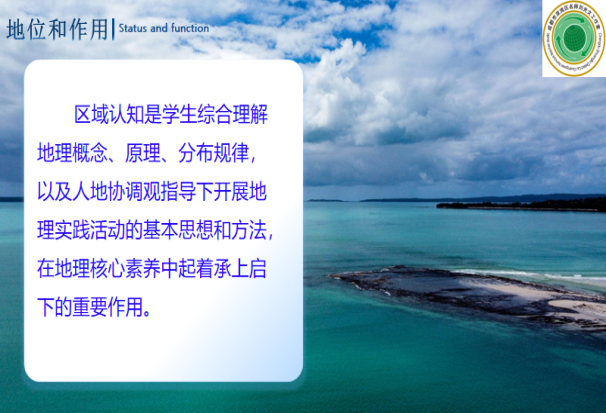 地位和作用 Status and function
区域认知是学生综合理解
地理概念、原理、分布规律，
以及人地协调观指导下开展地
理实践活动的基本思想和方法，
在地理核心素养中起着承上启
下的重要作用。